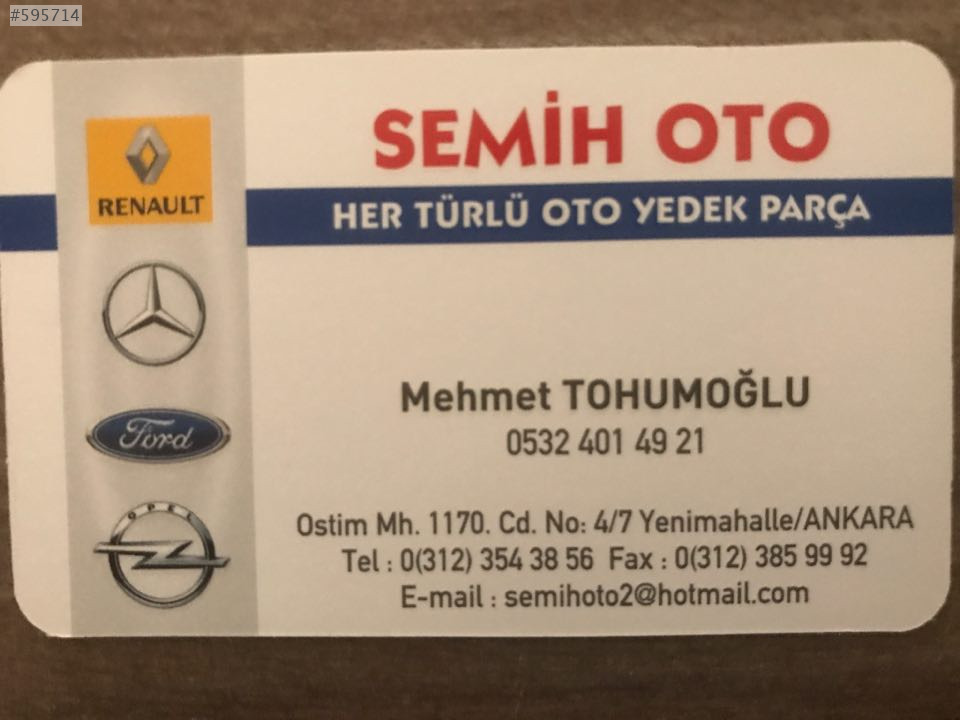 #595714
SEMİH OTO
HER TÜRLÜ OTO YEDEK PARÇA
RENAULT
Ford
OPEL
Mehmet TOHUMOĞLU
0532 401 49 21
Ostim Mh. 1170. Cd. No: 4/7 Yenimahalle/ANKARA
Tel : 0(312) 354 38 56 Fax : 0(312) 385 99 92
E-mail : semihoto2@hotmail.com